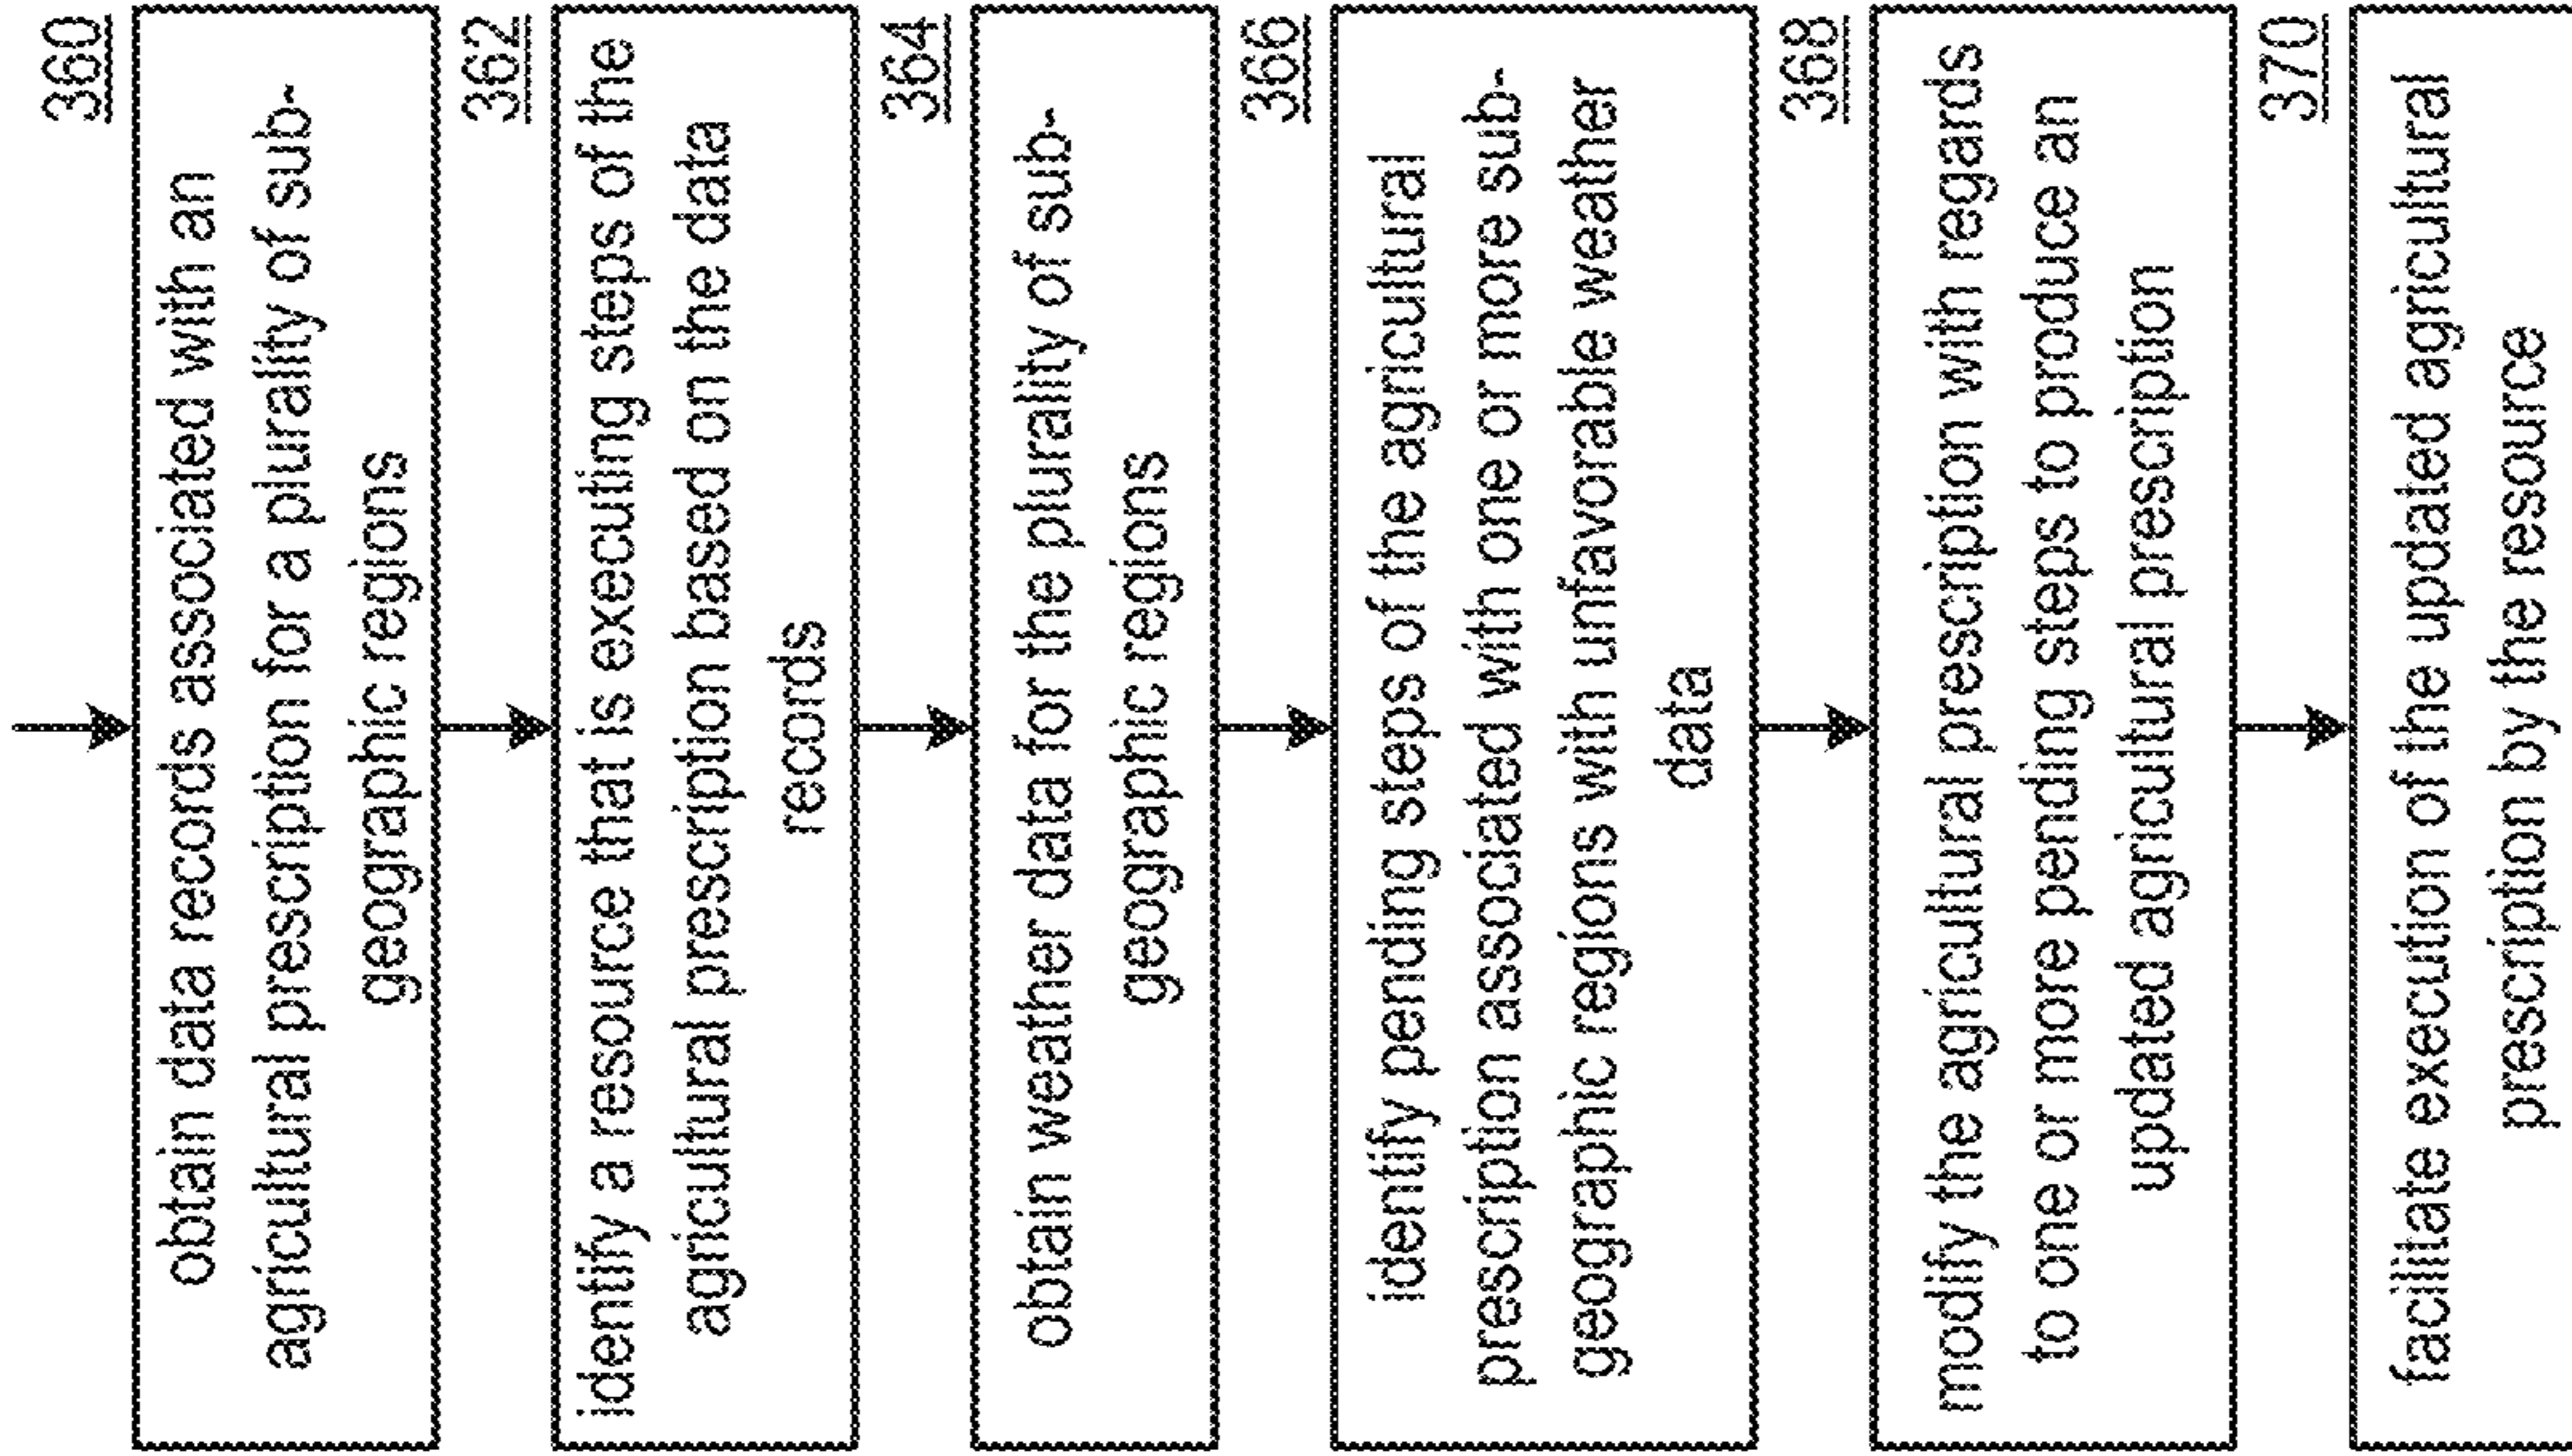 360
obtain data records associated with an
agricultural prescription for a plurality of sub-
geographic regions
362
identify a resource that is executing steps of the
agricultural prescription based on the data
records
364
obtain weather data for the plurality of sub-
geographic regions
366
identify pending steps of the agricultural
prescription associated with one or more sub-
geographic regions with unfavorable weather
data
368
modify the agricultural prescription with regards
to one or more pending steps to produce an
updated agricultural prescription
370
facilitate execution of the updated agricultural
prescription by the resource